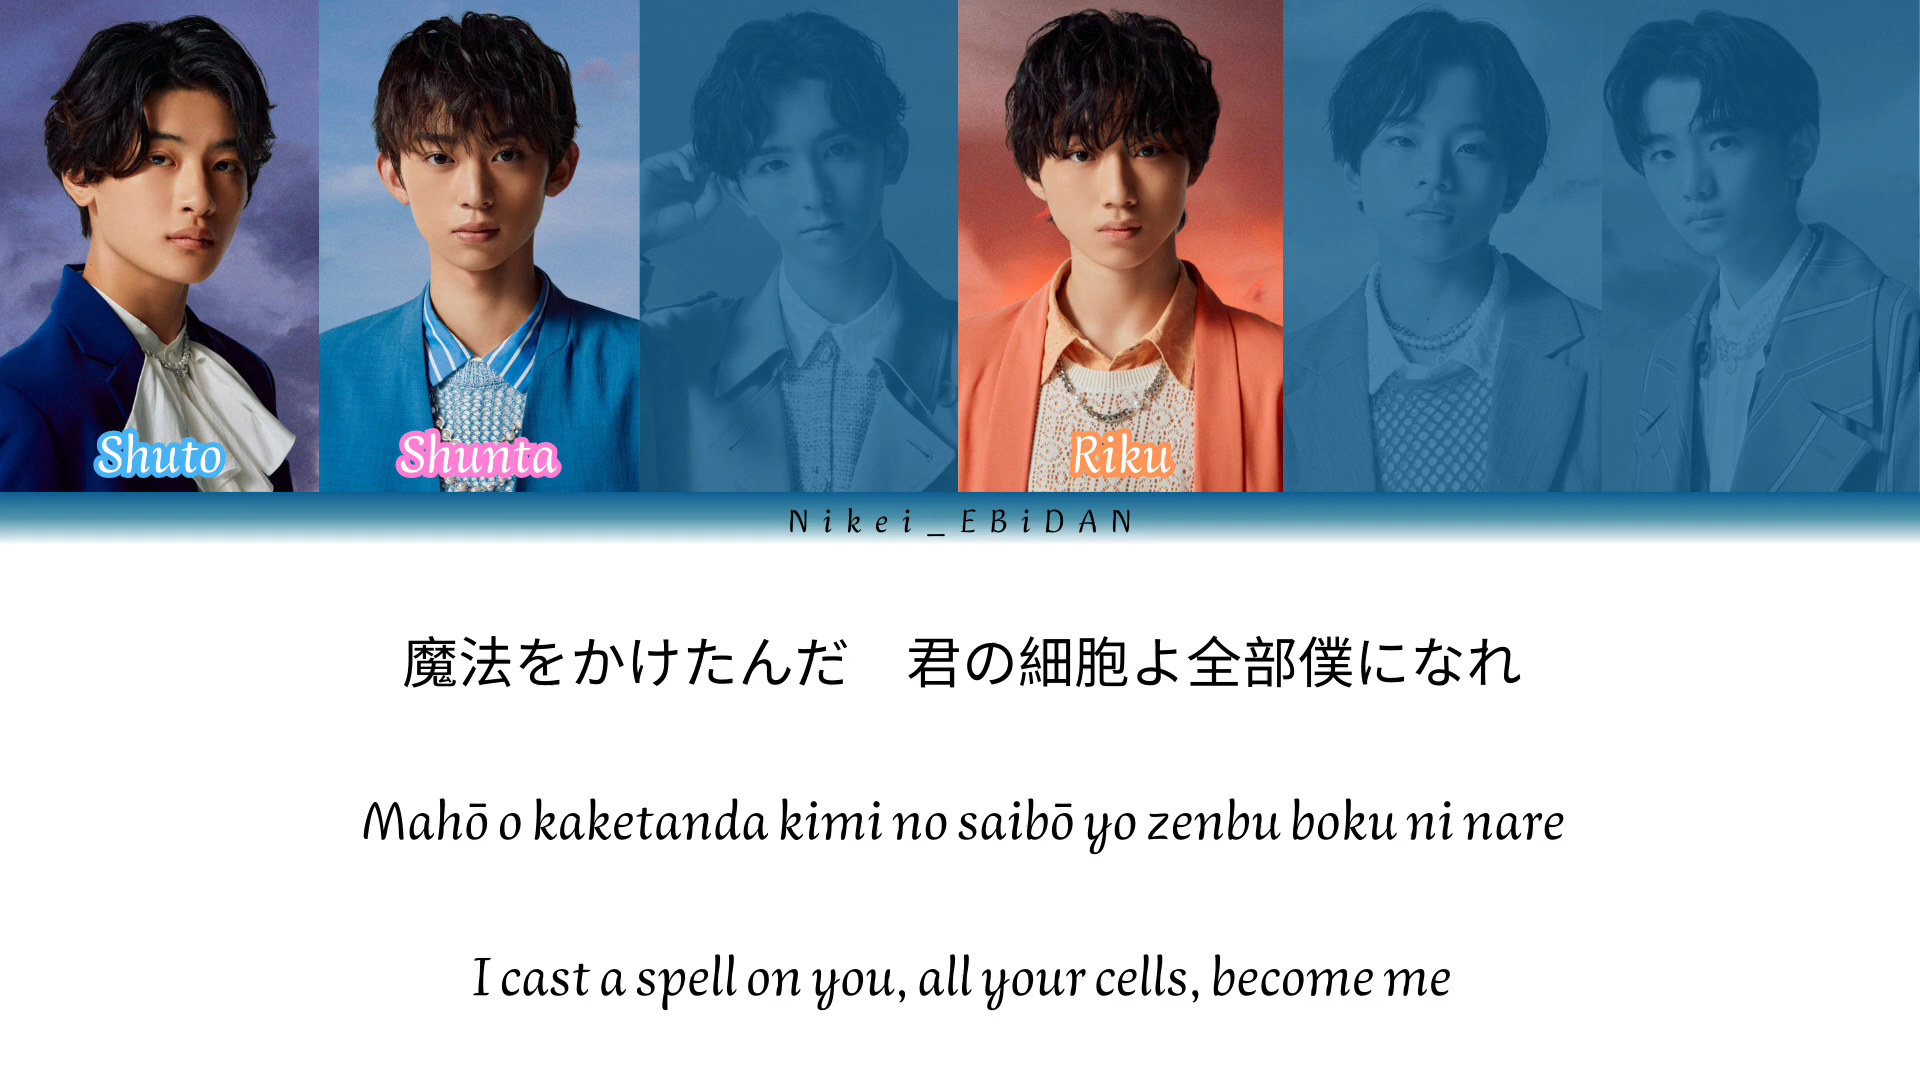 Shuto
Shunta
Riku
Nikei_EBiDAN
魔法をかけたんだ　君の細胞よ全部僕になれ
Mahō o kaketanda kimi no saibō yo zenbu boku ni nare
I cast a spell on you, all your cells, become me